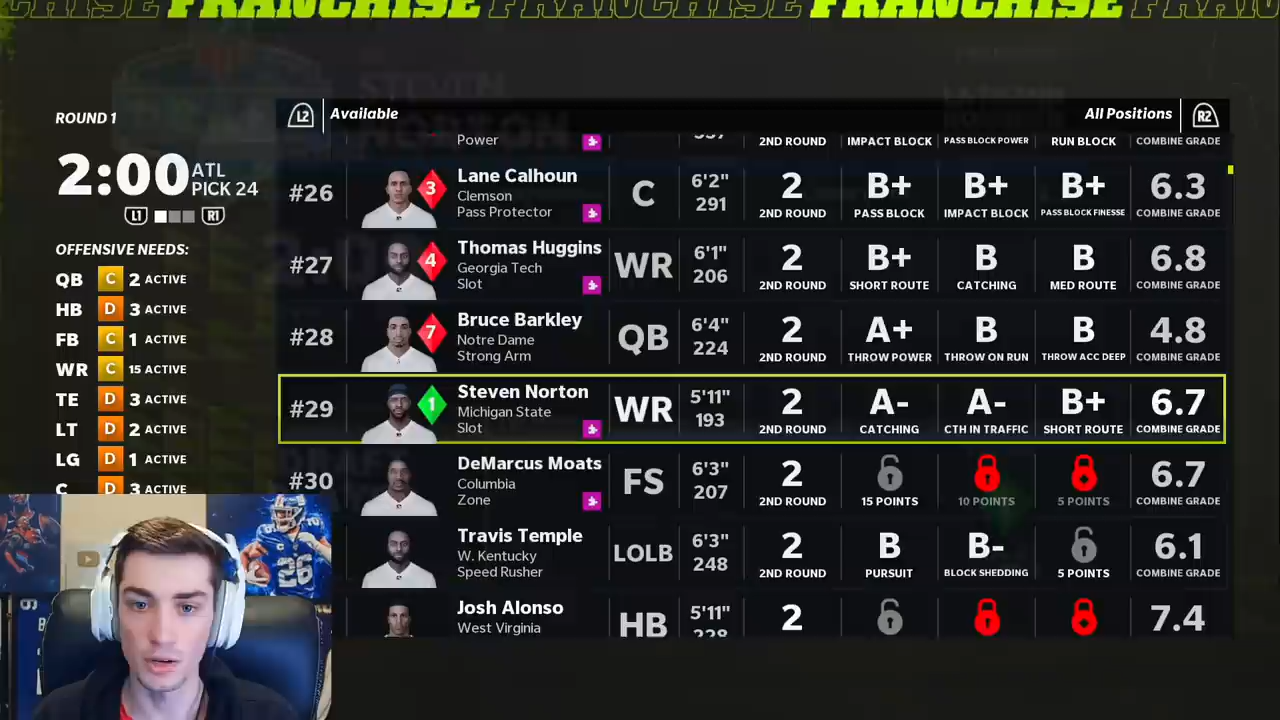 CHISE FRANCHISE FRANCHISE FRANCHISE FRAN
ROUND 1
2:00 ATL
PICK 24
L1 R1
OFFENSIVE NEEDS:
QB C 2 ACTIVE
HB D 3 ACTIVE
FB C 1 ACTIVE
WR C 15 ACTIVE
TE D 3 ACTIVE
LT D 2 ACTIVE
LG D 1 ACTIVE
C D 3 ACTIVE
L2 Available All Positions R2
Power
2ND ROUND IMPACT BLOCK PASS BLOCK POWER RUN BLOCK COMBINE GRADE
#26 3 Lane Calhoun
Clemson
Pass Protector
C 6'2" 291 2 B+ B+ B+ 6.3
2ND ROUND PASS BLOCK IMPACT BLOCK PASS BLOCK FINESSE COMBINE GRADE
#27 4 Thomas Huggins
Georgia Tech
Slot
WR 6'1" 206 2 B+ B B 6.8
2ND ROUND SHORT ROUTE CATCHING MED ROUTE COMBINE GRADE
#28 7 Bruce Barkley
Notre Dame
Strong Arm
QB 6'4" 224 2 A+ B B 4.8
2ND ROUND THROW POWER THROW ON RUN THROW ACC DEEP COMBINE GRADE
#29 1 Steven Norton
Michigan State
Slot
WR 5'11" 193 2 A- A- B+ 6.7
2ND ROUND CATCHING CTH IN TRAFFIC SHORT ROUTE COMBINE GRADE
#30 DeMarcus Moats
Columbia
Zone
FS 6'3" 207 2 6.7
2ND ROUND 15 POINTS 10 POINTS 5 POINTS COMBINE GRADE
Travis Temple
W. Kentucky
Speed Rusher
LOLB 6'3" 248 2 B B- 6.1
2ND ROUND PURSUIT BLOCK SHEDDING 5 POINTS COMBINE GRADE
Josh Alonso
West Virginia
HB 5'11" 228 2 7.4
26